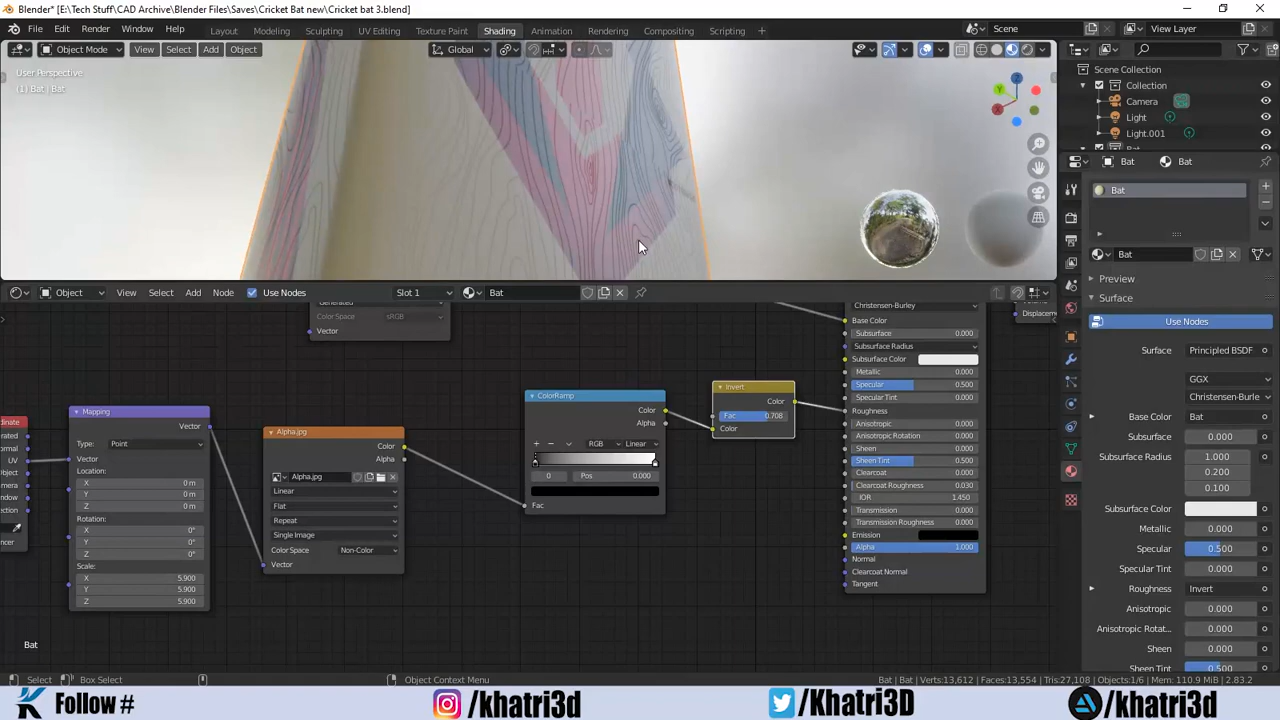 Blender* [E:\Tech Stuff\CAD Archive\Blender Files\Saves\Cricket Bat new\Cricket bat 3.blend]
File Edit Render Window Help Layout Modeling Sculpting UV Editing Texture Paint Shading Animation Rendering Compositing Scripting + Scene View Layer
Object Mode View Select Add Object Global
User Perspective
(1) Bat | Bat
Z
Y
X
Scene Collection
Collection
Camera
Light
Light.001
Bat
Bat Bat
Bat
Bat
Preview
Surface
Use Nodes
Surface Principled BSDF
GGX
Christensen-Burle
Base Color Bat
Subsurface 0.000
Subsurface Radius 1.000
0.200
0.100
Subsurface Color
Metallic 0.000
Specular 0.500
Specular Tint 0.000
Roughness Invert
Anisotropic 0.000
Anisotropic Rotat... 0.000
Sheen 0.000
Sheen Tint 0.500
Object View Select Add Node Use Nodes Slot 1 Bat
Generated
Color Space sRGB
Vector
Mapping
Vector
Type: Point
Vector
Location:
X 0 m
Y 0 m
Z 0 m
Rotation:
X 0°
Y 0°
Z 0°
Scale:
X 5.900
Y 5.900
Z 5.900
Alpha.jpg
Color
Alpha
Alpha.jpg
Linear
Flat
Repeat
Single Image
Color Space Non-Color
Vector
ColorRamp
Color
Alpha
RGB Linear
0 Pos 0.000
Fac
Invert
Color
Fac 0.708
Color
Christensen-Burley
Base Color
Subsurface 0.000
Subsurface Radius
Subsurface Color
Metallic 0.000
Specular 0.500
Specular Tint 0.000
Roughness
Anisotropic 0.000
Anisotropic Rotation 0.000
Sheen 0.000
Sheen Tint 0.500
Clearcoat 0.000
Clearcoat Roughness 0.030
IOR 1.450
Transmission 0.000
Transmission Roughness 0.000
Emission
Alpha 1.000
Normal
Clearcoat Normal
Tangent
Displacem
Bat
Select Box Select Object Context Menu Bat | Bat | Verts:13,612 | Faces:13,554 | Tris:27,108 | Objects:1/6 | Mem: 110.9 MiB | 2.83.2
Follow # /khatri3d /Khatri3D /khatri3d